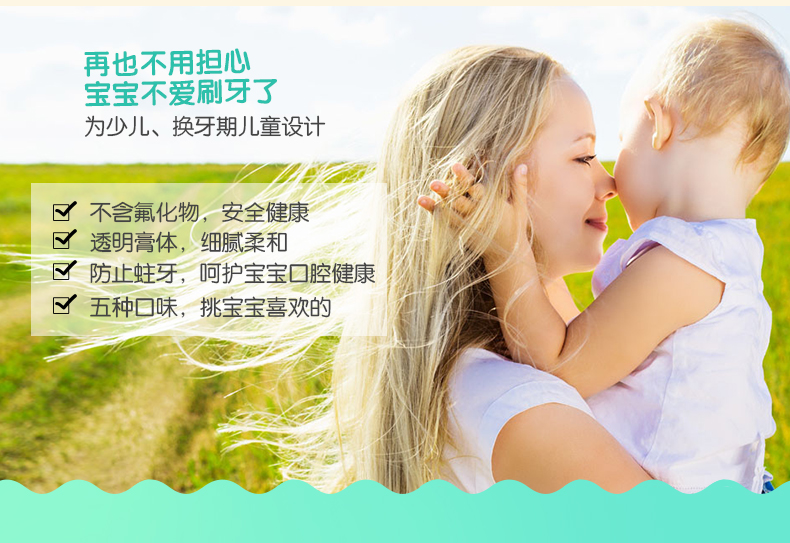 再也不用担心
宝宝不爱刷牙了
为少儿、换牙期儿童设计
不含氟化物，安全健康
透明膏体，细腻柔和
防止蛀牙，呵护宝宝口腔健康
五种口味，挑宝宝喜欢的